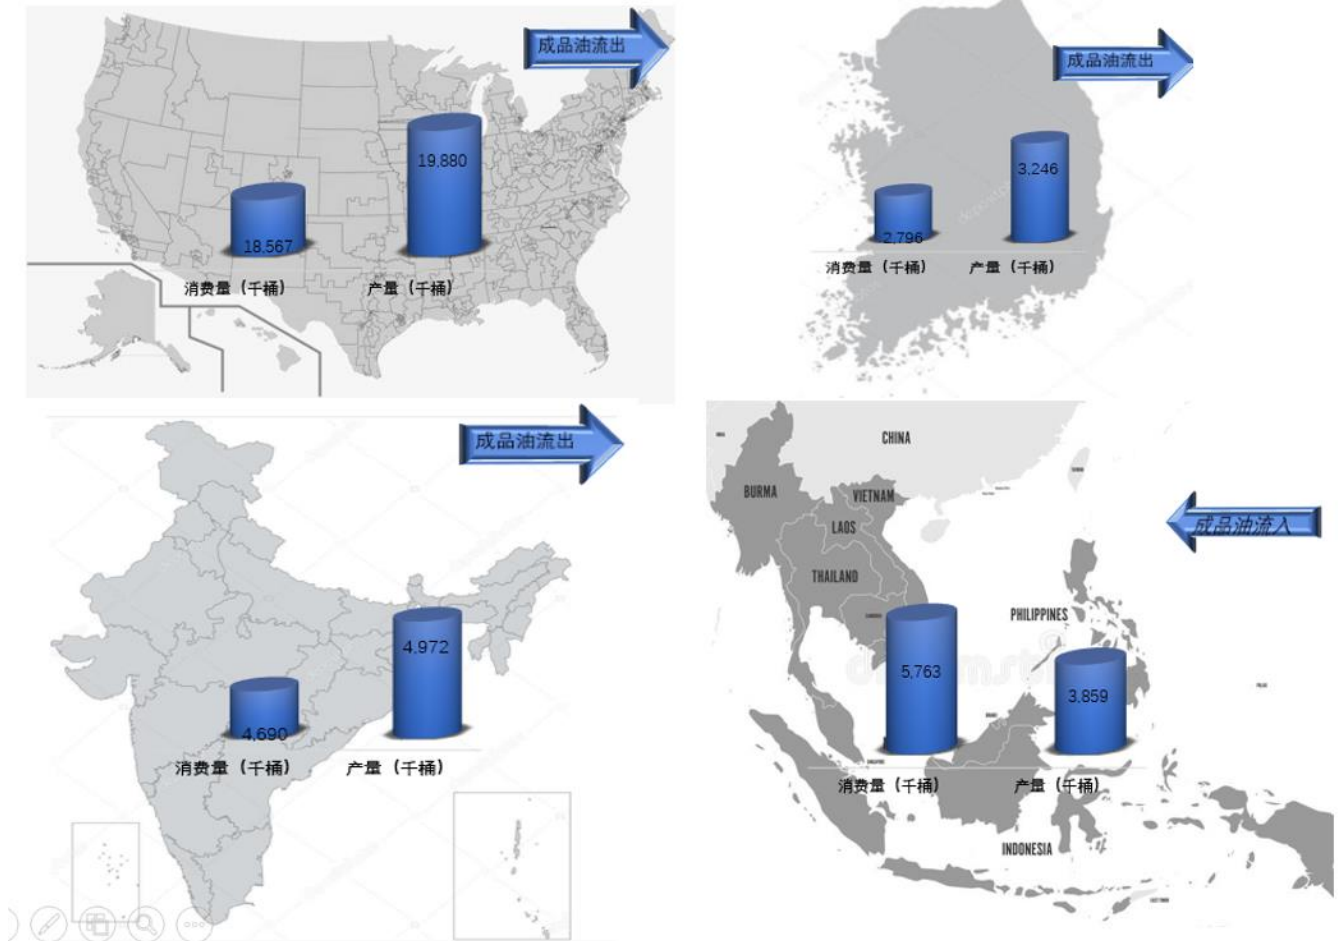 成品油流出
19,880
18,567
消费量（千桶）
产量（千桶）
成品油流出
3,246
2,796
消费量（千桶）
产量（千桶）
成品油流出
4,972
4,690
消费量（千桶）
产量（千桶）
CHINA
BURMA
VIETNAM
LAOS
成品油流入
THAILAND
PHILIPPINES
5,763
3,859
消费量（千桶）
产量（千桶）
INDONESIA